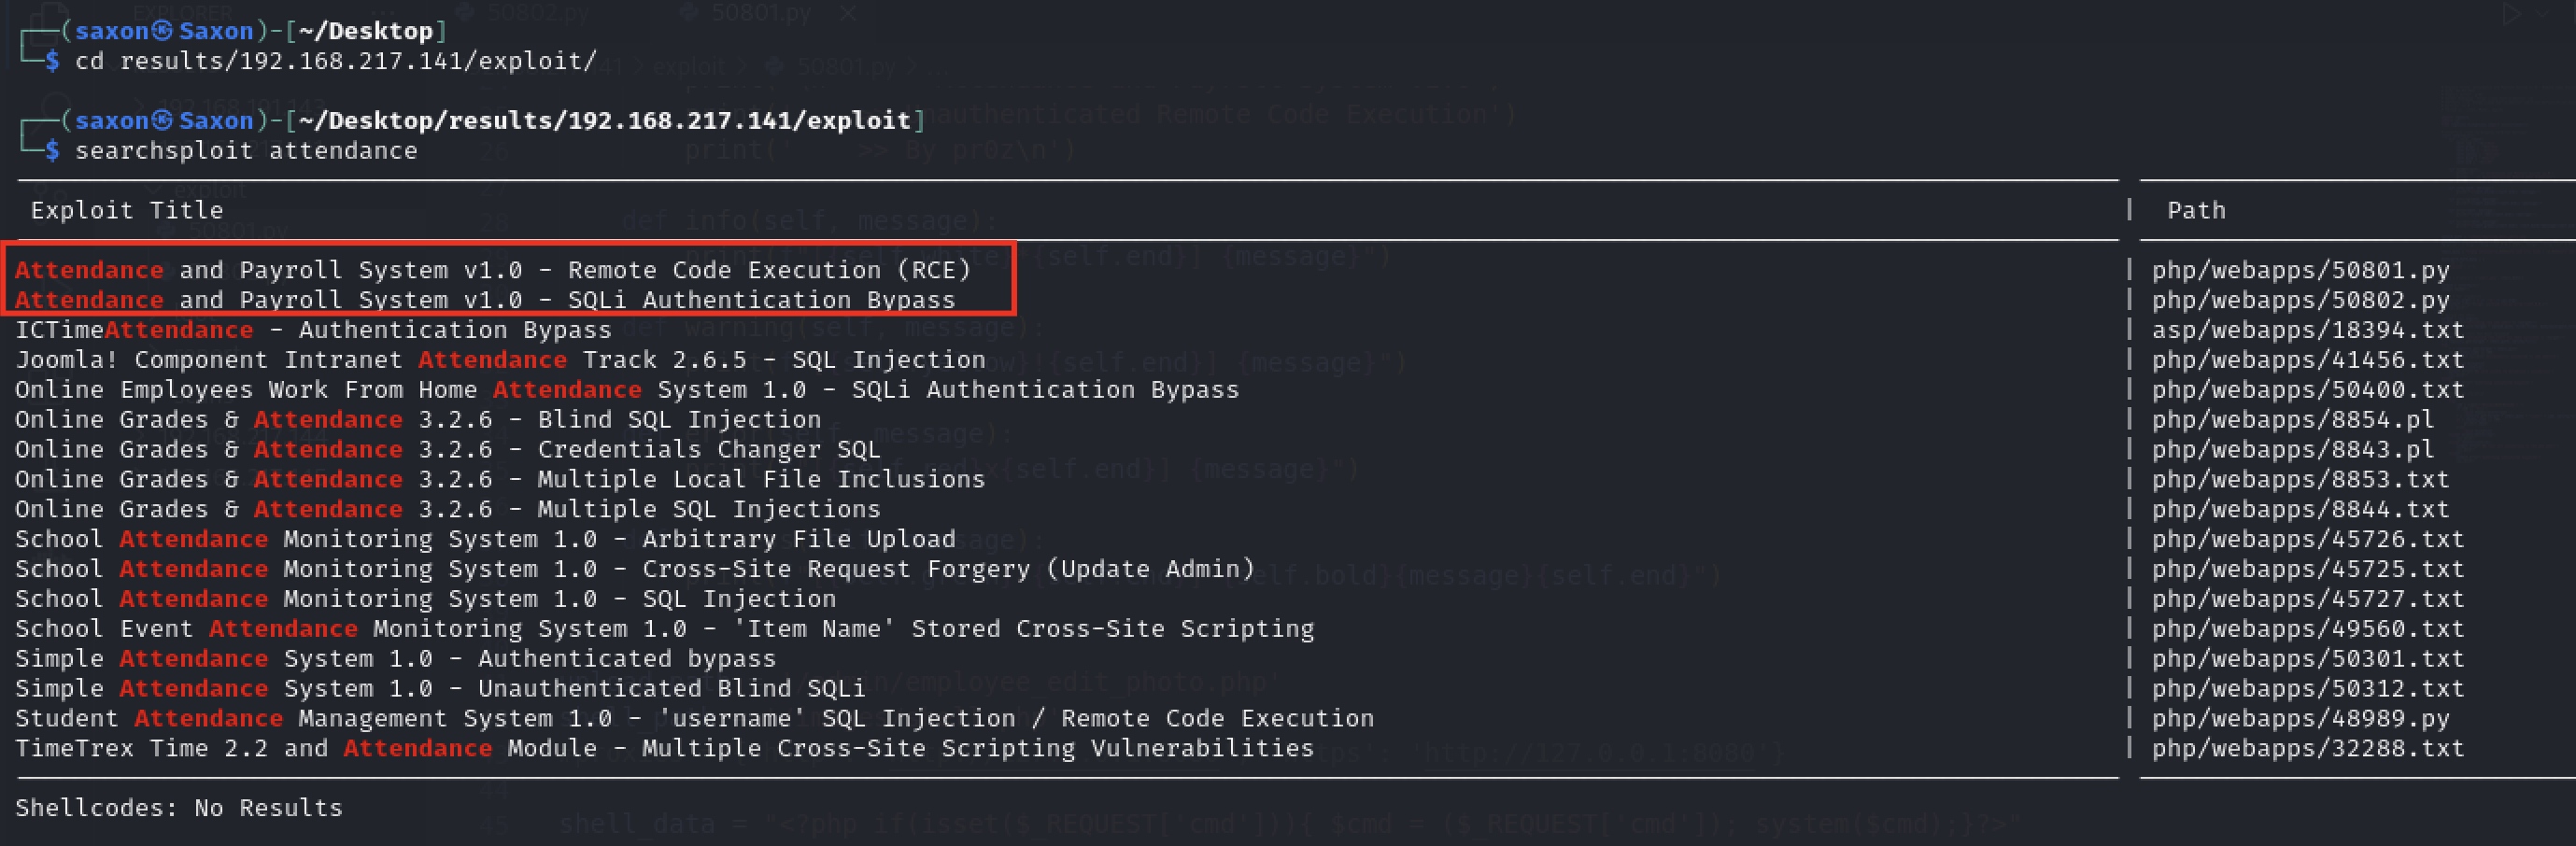 (saxon㉿Saxon)-[~/Desktop]
$ cd results/192.168.217.141/exploit/
(saxon㉿Saxon)-[~/Desktop/results/192.168.217.141/exploit]
$ searchsploit attendance
Exploit Title | Path
Attendance and Payroll System v1.0 - Remote Code Execution (RCE) | php/webapps/50801.py
Attendance and Payroll System v1.0 - SQLi Authentication Bypass | php/webapps/50802.py
ICTimeAttendance - Authentication Bypass | asp/webapps/18394.txt
Joomla! Component Intranet Attendance Track 2.6.5 - SQL Injection | php/webapps/41456.txt
Online Employees Work From Home Attendance System 1.0 - SQLi Authentication Bypass | php/webapps/50400.txt
Online Grades & Attendance 3.2.6 - Blind SQL Injection | php/webapps/8854.pl
Online Grades & Attendance 3.2.6 - Credentials Changer SQL | php/webapps/8843.pl
Online Grades & Attendance 3.2.6 - Multiple Local File Inclusions | php/webapps/8853.txt
Online Grades & Attendance 3.2.6 - Multiple SQL Injections | php/webapps/8844.txt
School Attendance Monitoring System 1.0 - Arbitrary File Upload | php/webapps/45726.txt
School Attendance Monitoring System 1.0 - Cross-Site Request Forgery (Update Admin) | php/webapps/45725.txt
School Attendance Monitoring System 1.0 - SQL Injection | php/webapps/45727.txt
School Event Attendance Monitoring System 1.0 - 'Item Name' Stored Cross-Site Scripting | php/webapps/49560.txt
Simple Attendance System 1.0 - Authenticated bypass | php/webapps/50301.txt
Simple Attendance System 1.0 - Unauthenticated Blind SQLi | php/webapps/50312.txt
Student Attendance Management System 1.0 - 'username' SQL Injection / Remote Code Execution | php/webapps/48989.py
TimeTrex Time 2.2 and Attendance Module - Multiple Cross-Site Scripting Vulnerabilities | php/webapps/32288.txt
Shellcodes: No Results